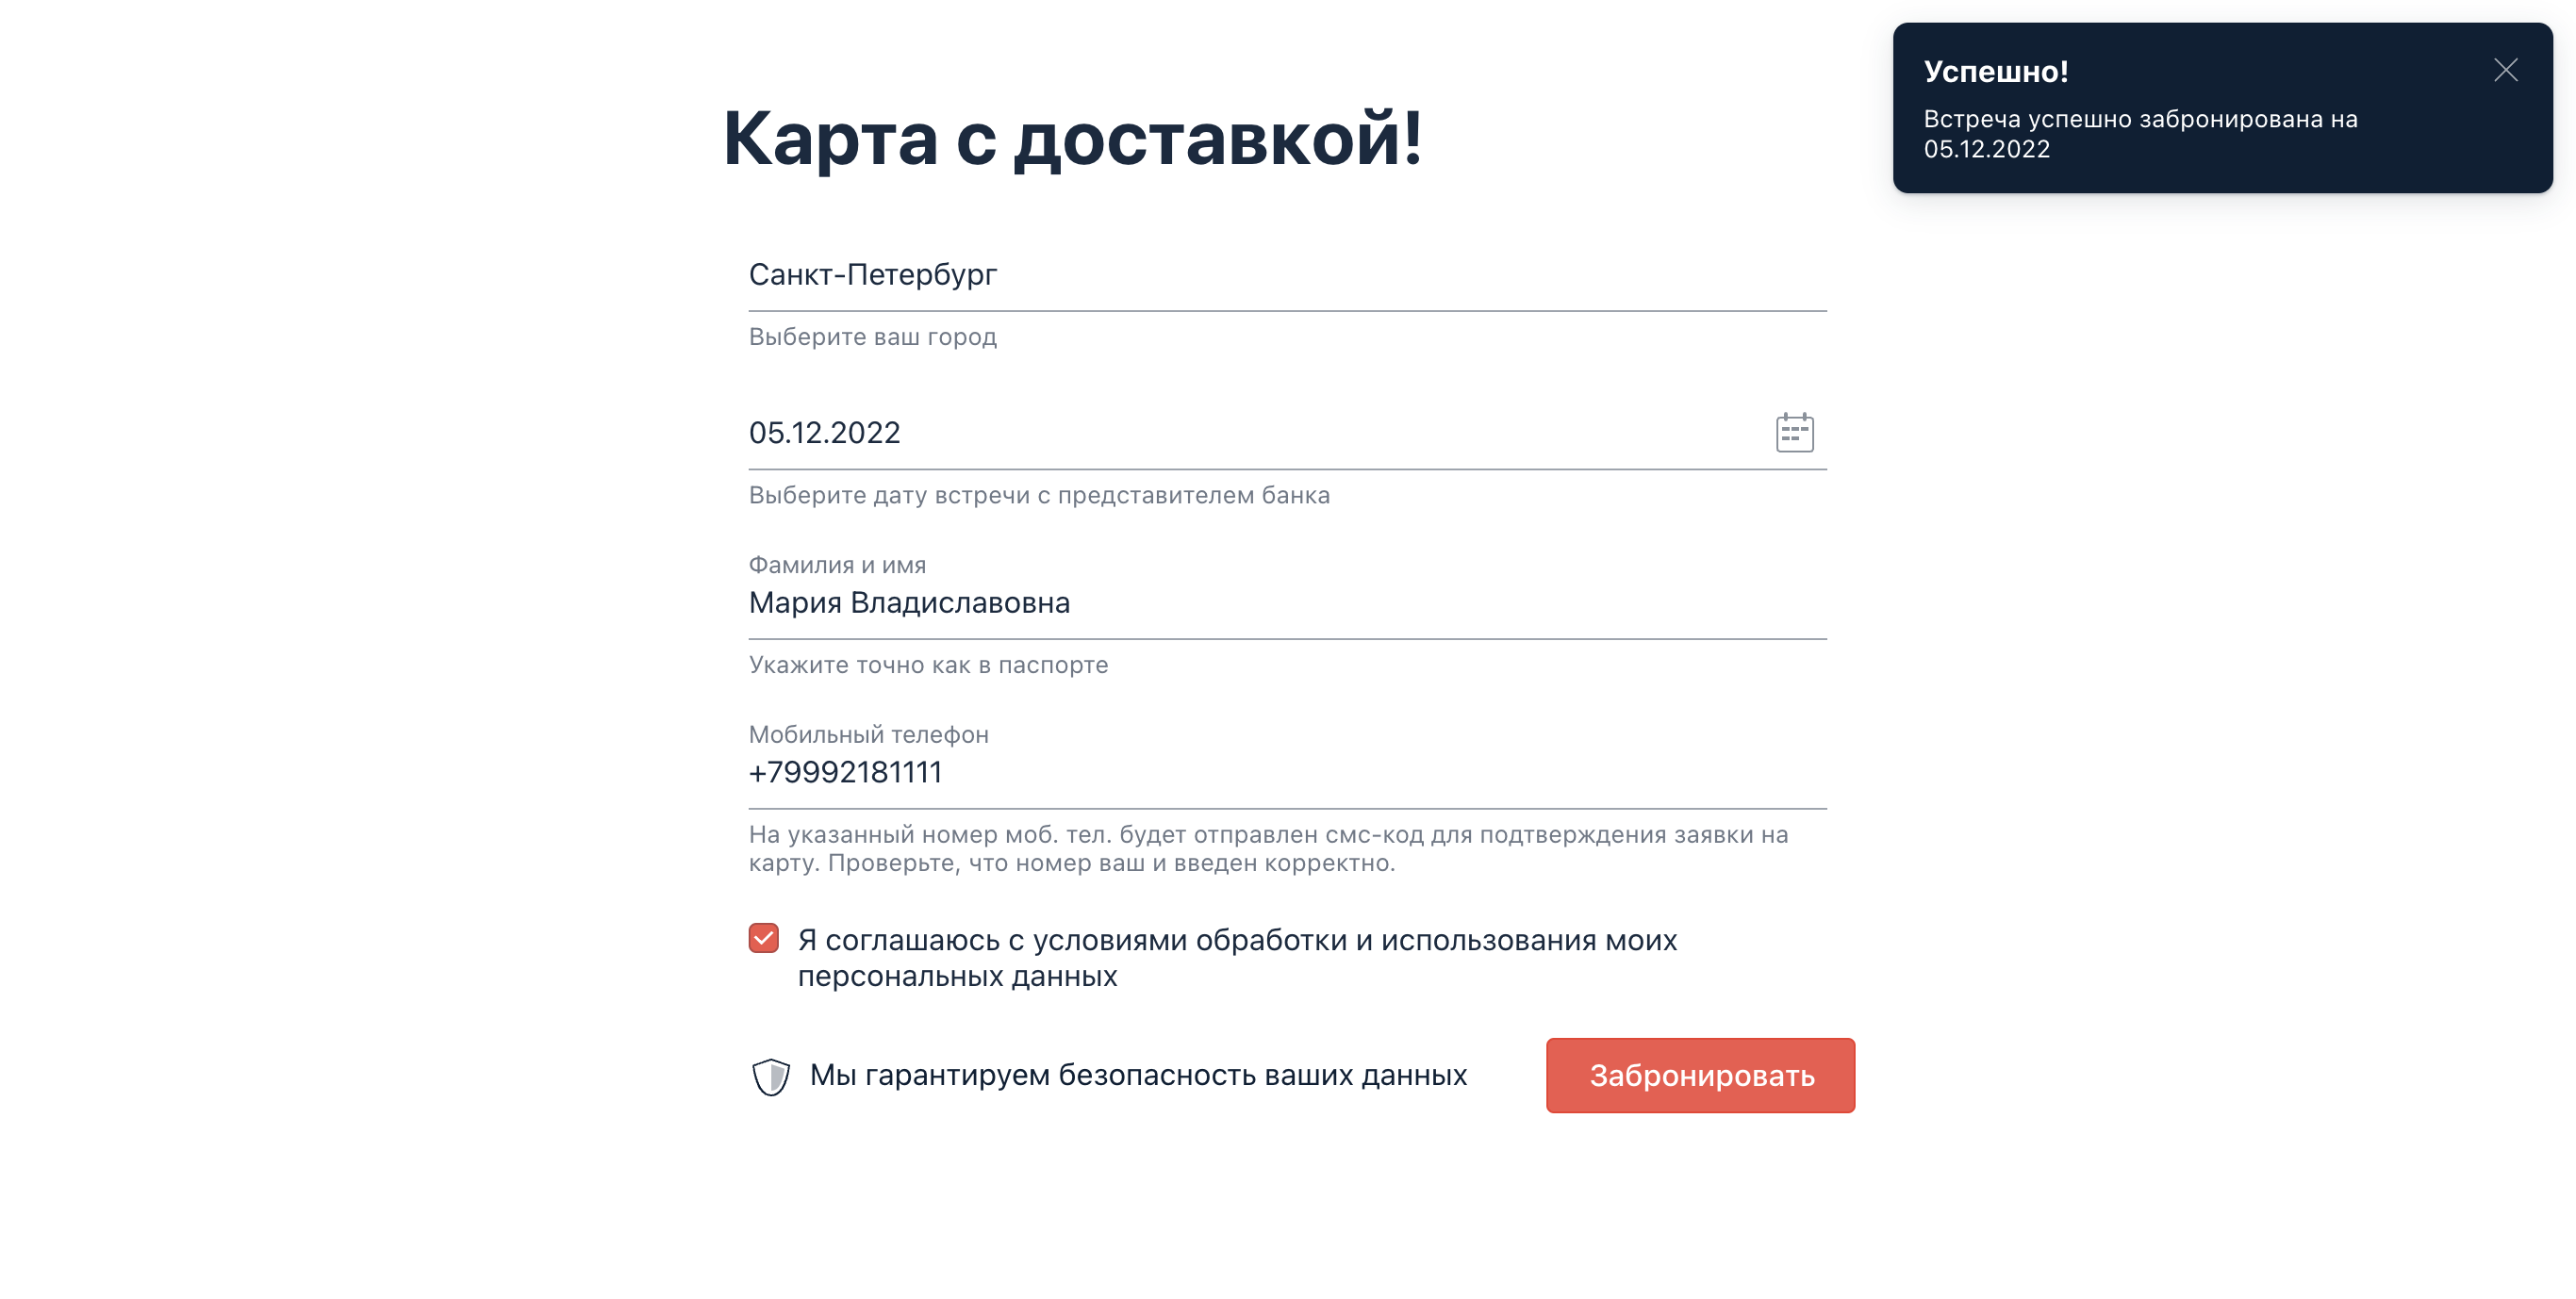 Карта с доставкой!
Успешно!
Встреча успешно забронирована на
05.12.2022
Санкт-Петербург
Выберите ваш город
05.12.2022
Выберите дату встречи с представителем банка
Фамилия и имя
Мария Владиславовна
Укажите точно как в паспорте
Мобильный телефон
+79992181111
На указанный номер моб. тел. будет отправлен смс-код для подтверждения заявки на
карту. Проверьте, что номер ваш и введен корректно.
Я соглашаюсь с условиями обработки и использования моих
персональных данных
Мы гарантируем безопасность ваших данных
Забронировать